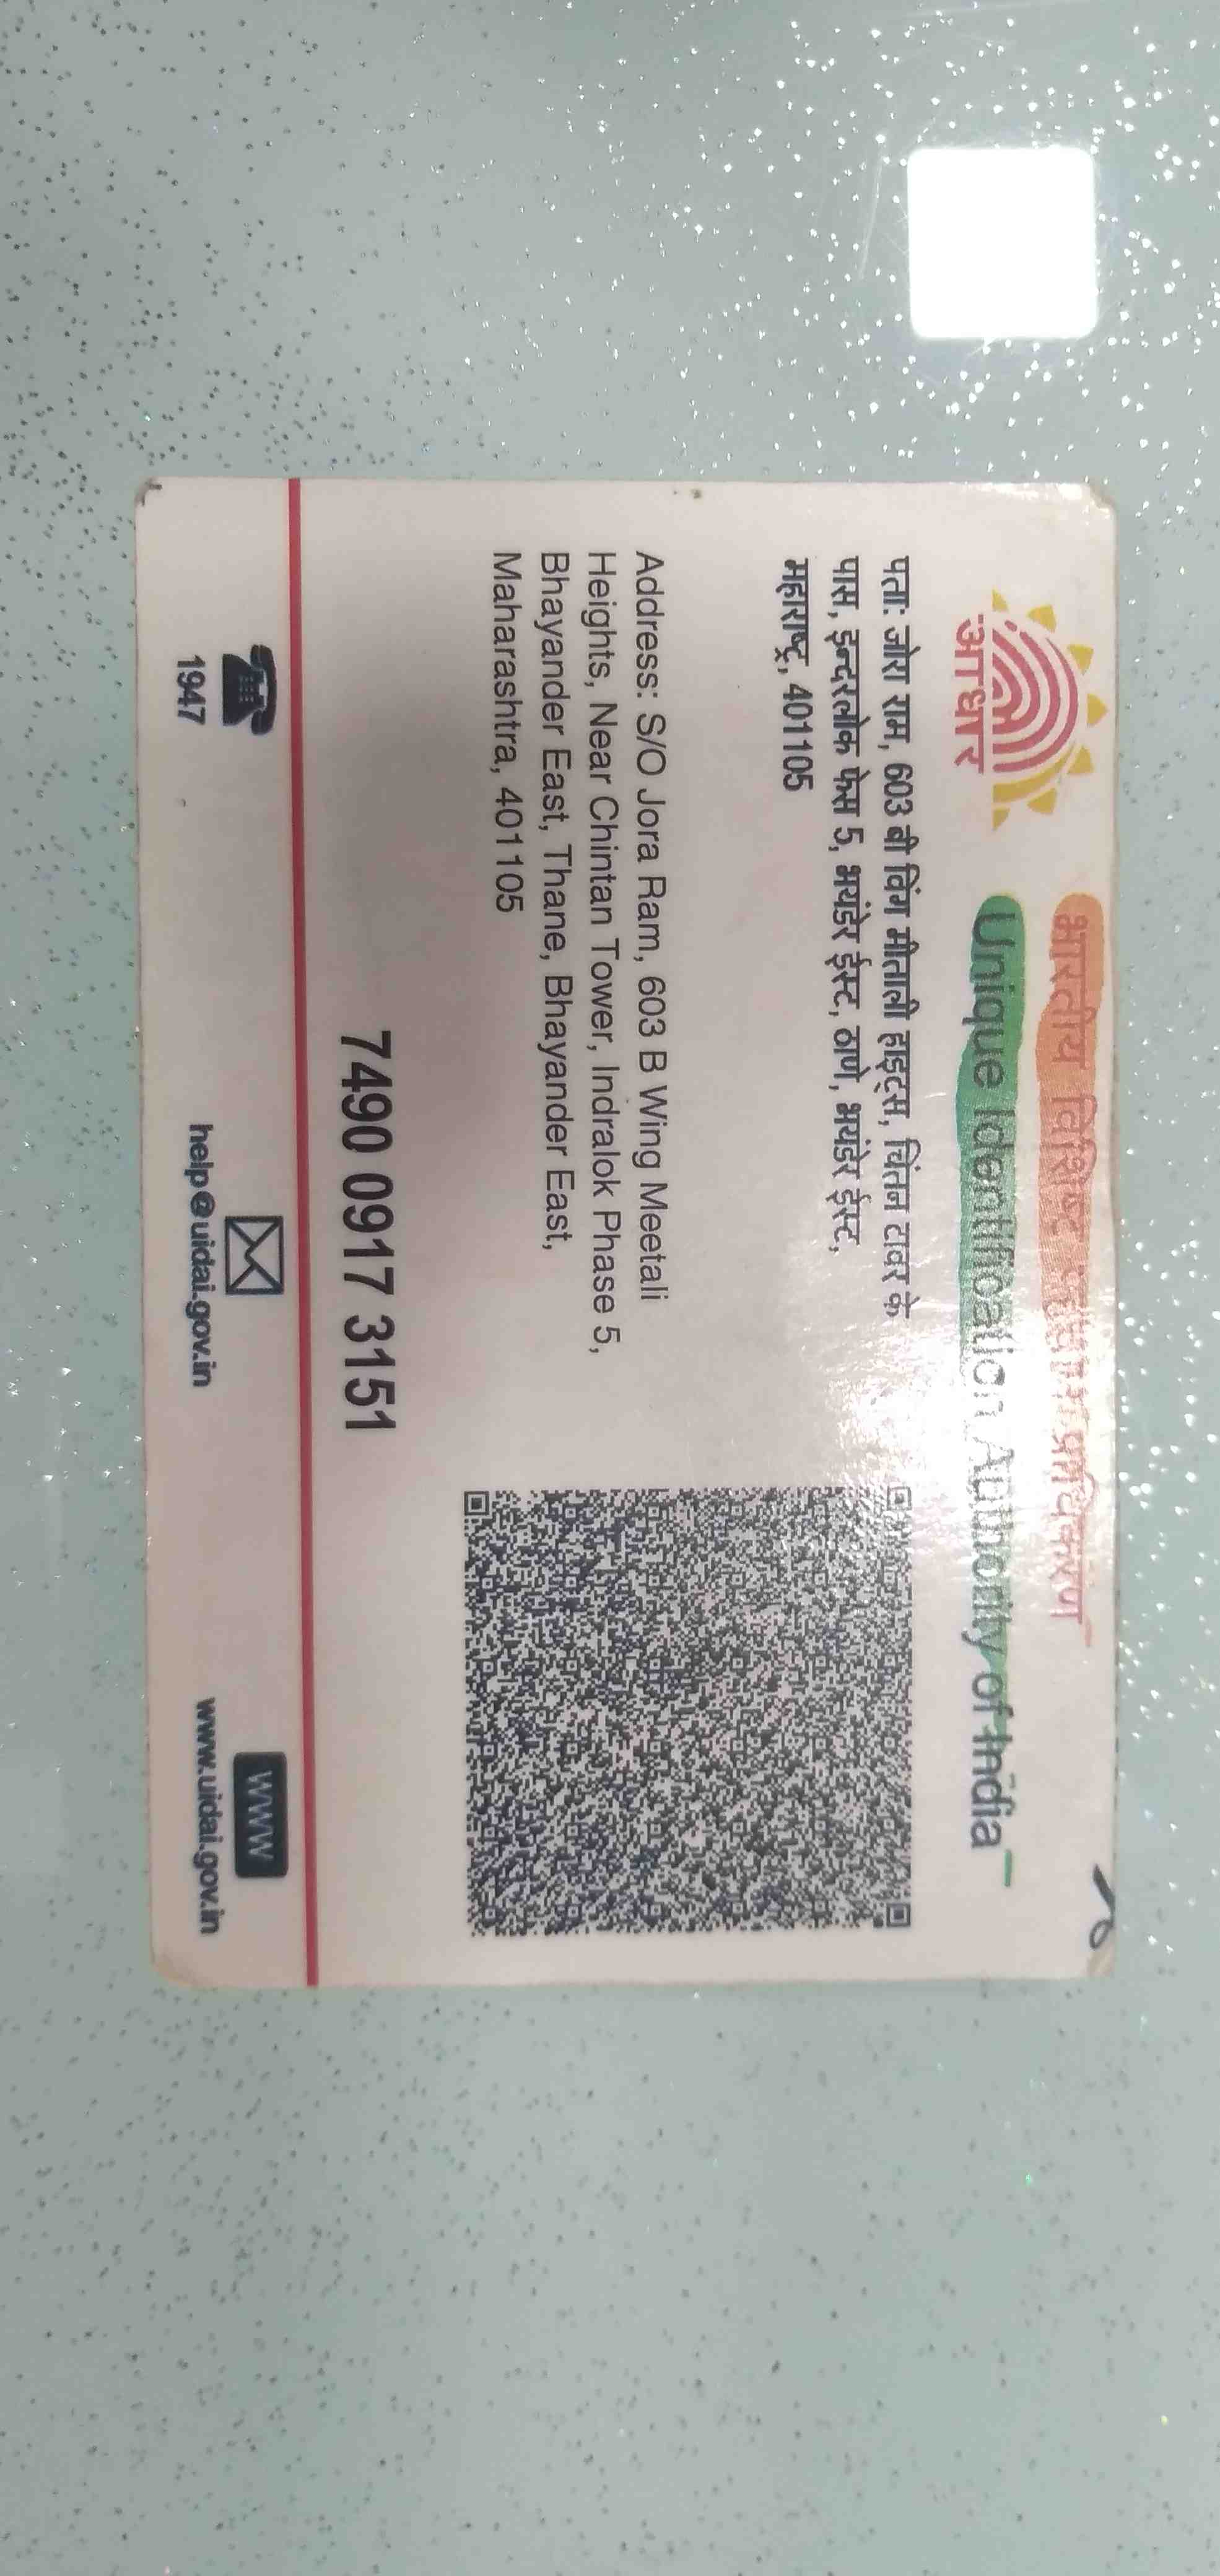 भारतीय विशिष्ट पहचान प्राधिकरण
Unique Identification Authority of India
आधार
पता: जोरा राम, 603 बी विंग मीताली हाइट्स, चिंतन टावर के
पास, इन्दरलोक फेस 5, भयंडेर ईस्ट, ठाणे, भयंडेर ईस्ट,
महाराष्ट्र, 401105
Address: S/O Jora Ram, 603 B Wing Meetali
Heights, Near Chintan Tower, Indralok Phase 5,
Bhayander East, Thane, Bhayander East,
Maharashtra, 401105
7490 0917 3151
1947
help@uidai.gov.in
www
www.uidai.gov.in